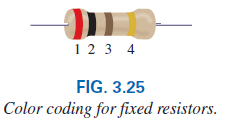 1 2 3 4
FIG. 3.25
Color coding for fixed resistors.